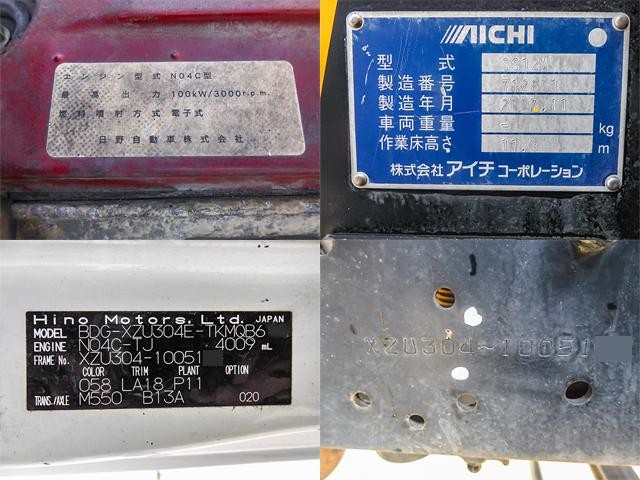 エンジン型式 N04C型
最高出力 100kW/3000r.p.m.
燃料噴射方式 電子式
日野自動車株式会社
AICHI
型式
製造番号
製造年月
車両重量 - kg
作業床高さ m
株式会社アイチコーポレーション
Hino Motors, Ltd. JAPAN
MODEL BDG-XZU304E-TKMQB6
ENGINE N04C-TJ 4009 mL
FRAME No. XZU304-10051
COLOR TRIM PLANT OPTION
058 LA18 P11
TRANS./AXLE M550 B13A 020
XZU304-10051